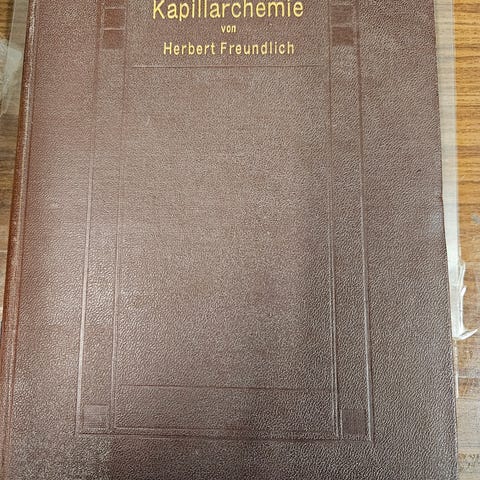 Kapillarchemie
von
Herbert Freundlich